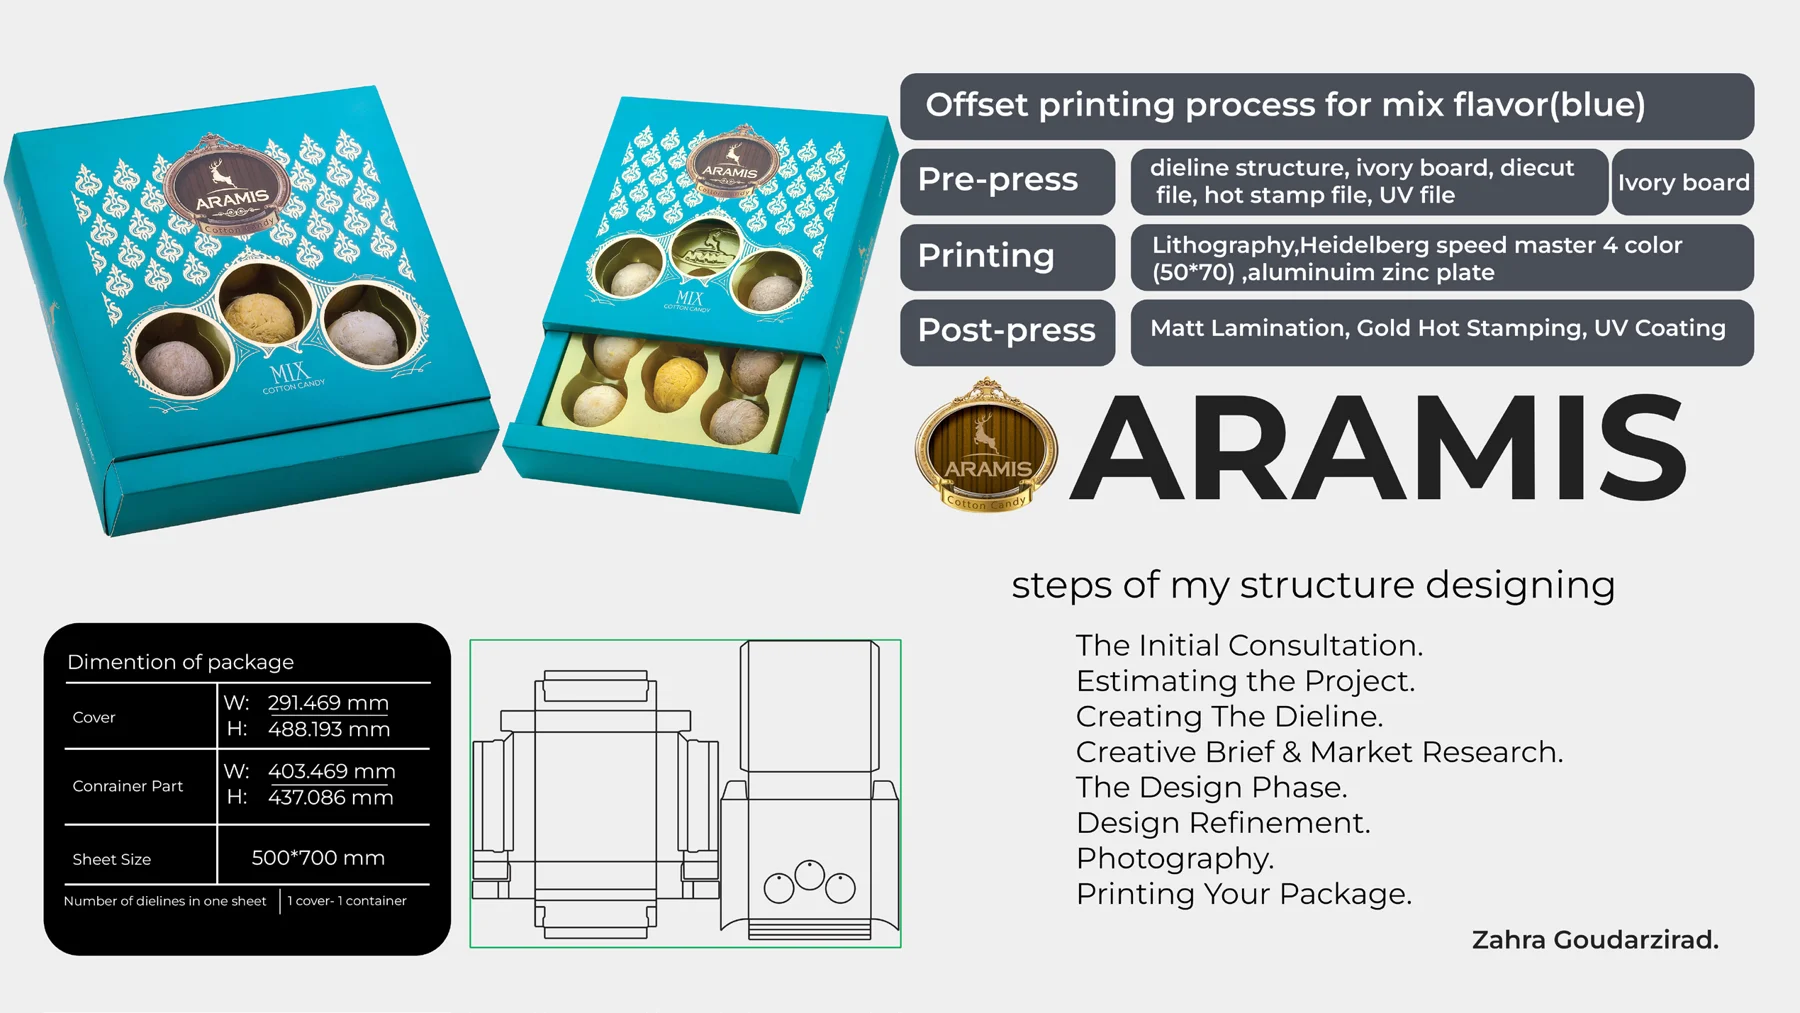 ARAMIS
Cotton Candy
MIX
COTTON CANDY
ARAMIS
Cotton Candy
MIX
COTTON CANDY
MIX
Offset printing process for mix flavor(blue)
Pre-press
dieline structure, ivory board, diecut
file, hot stamp file, UV file
Ivory board
Printing
Lithography,Heidelberg speed master 4 color
(50*70) ,aluminuim zinc plate
Post-press
Matt Lamination, Gold Hot Stamping, UV Coating
ARAMIS
Cotton Candy
ARAMIS
steps of my structure designing
The Initial Consultation.
Estimating the Project.
Creating The Dieline.
Creative Brief & Market Research.
The Design Phase.
Design Refinement.
Photography.
Printing Your Package.
Zahra Goudarzirad.
Dimention of package
Cover
W: 291.469 mm
H: 488.193 mm
Conrainer Part
W: 403.469 mm
H: 437.086 mm
Sheet Size
500*700 mm
Number of dielines in one sheet
1 cover- 1 container